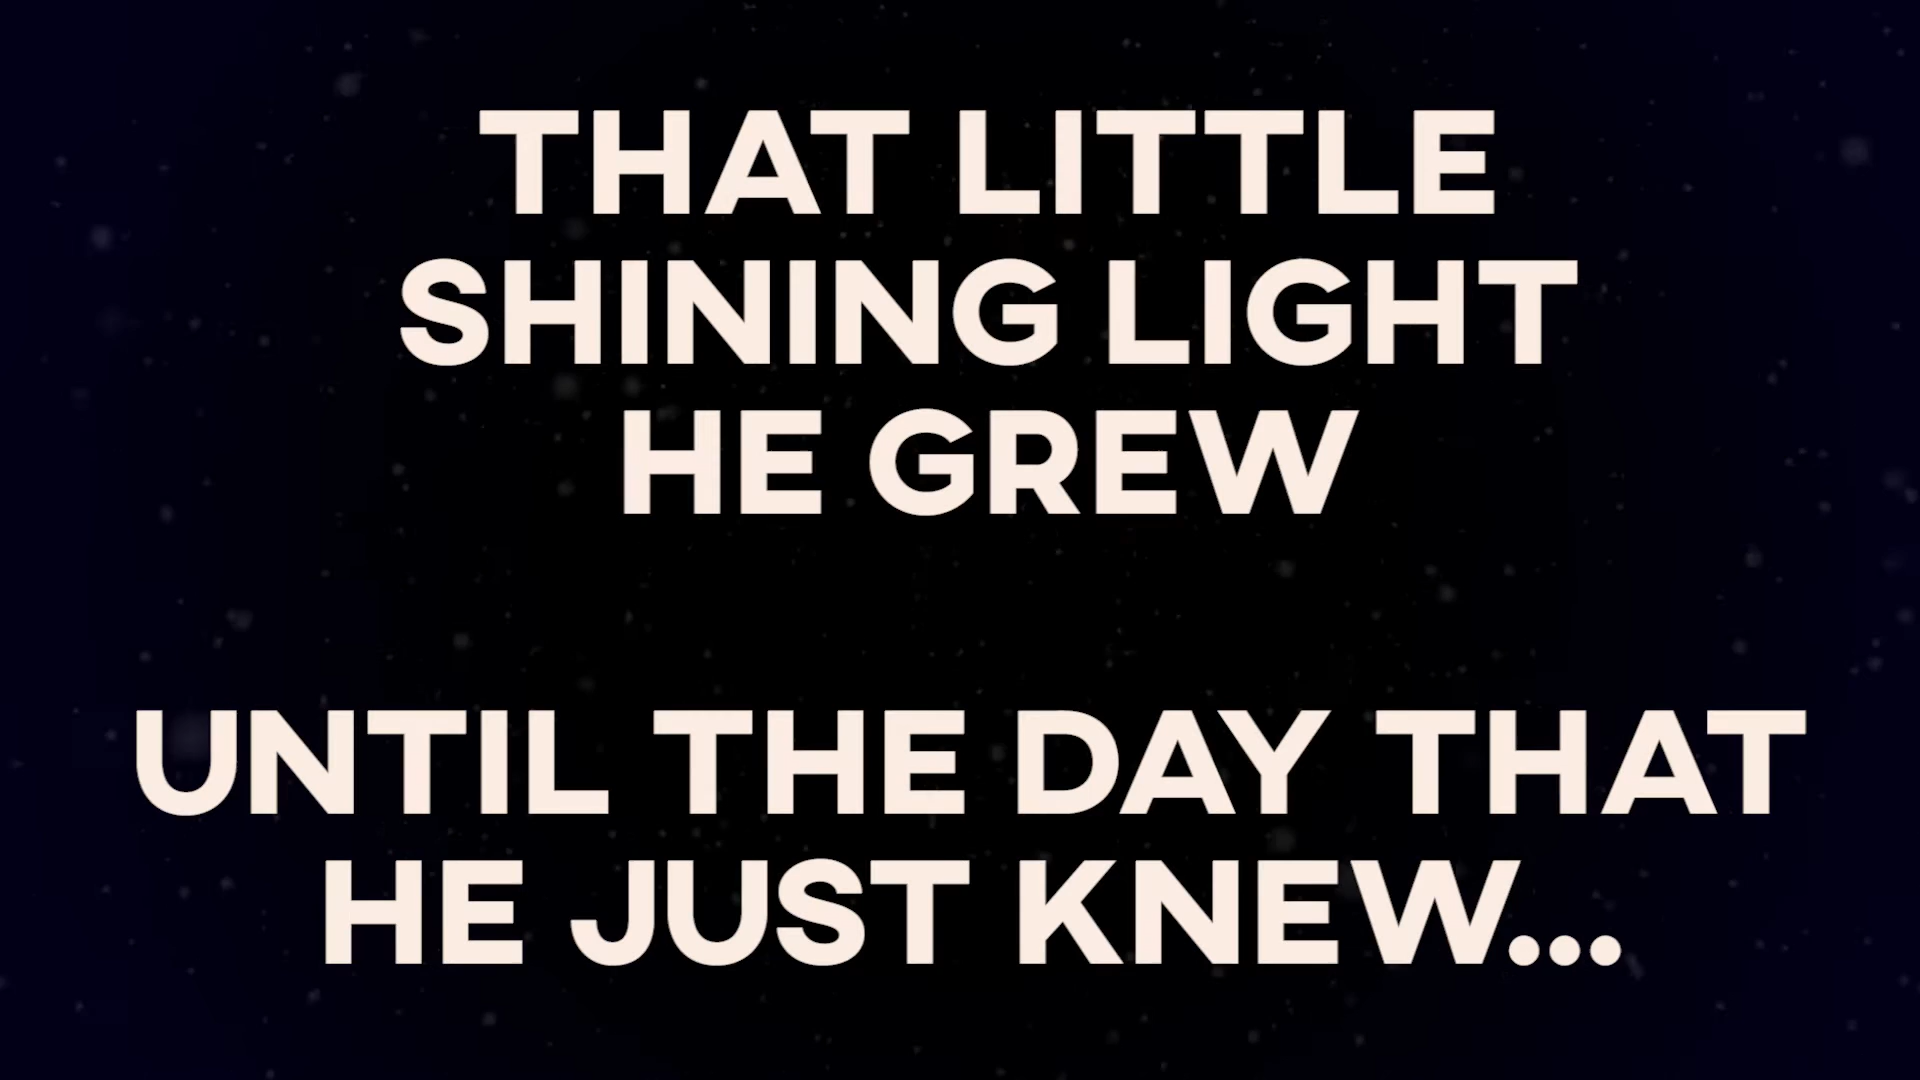 THAT LITTLE
SHINING LIGHT
HE GREW
UNTIL THE DAY THAT
HE JUST KNEW...